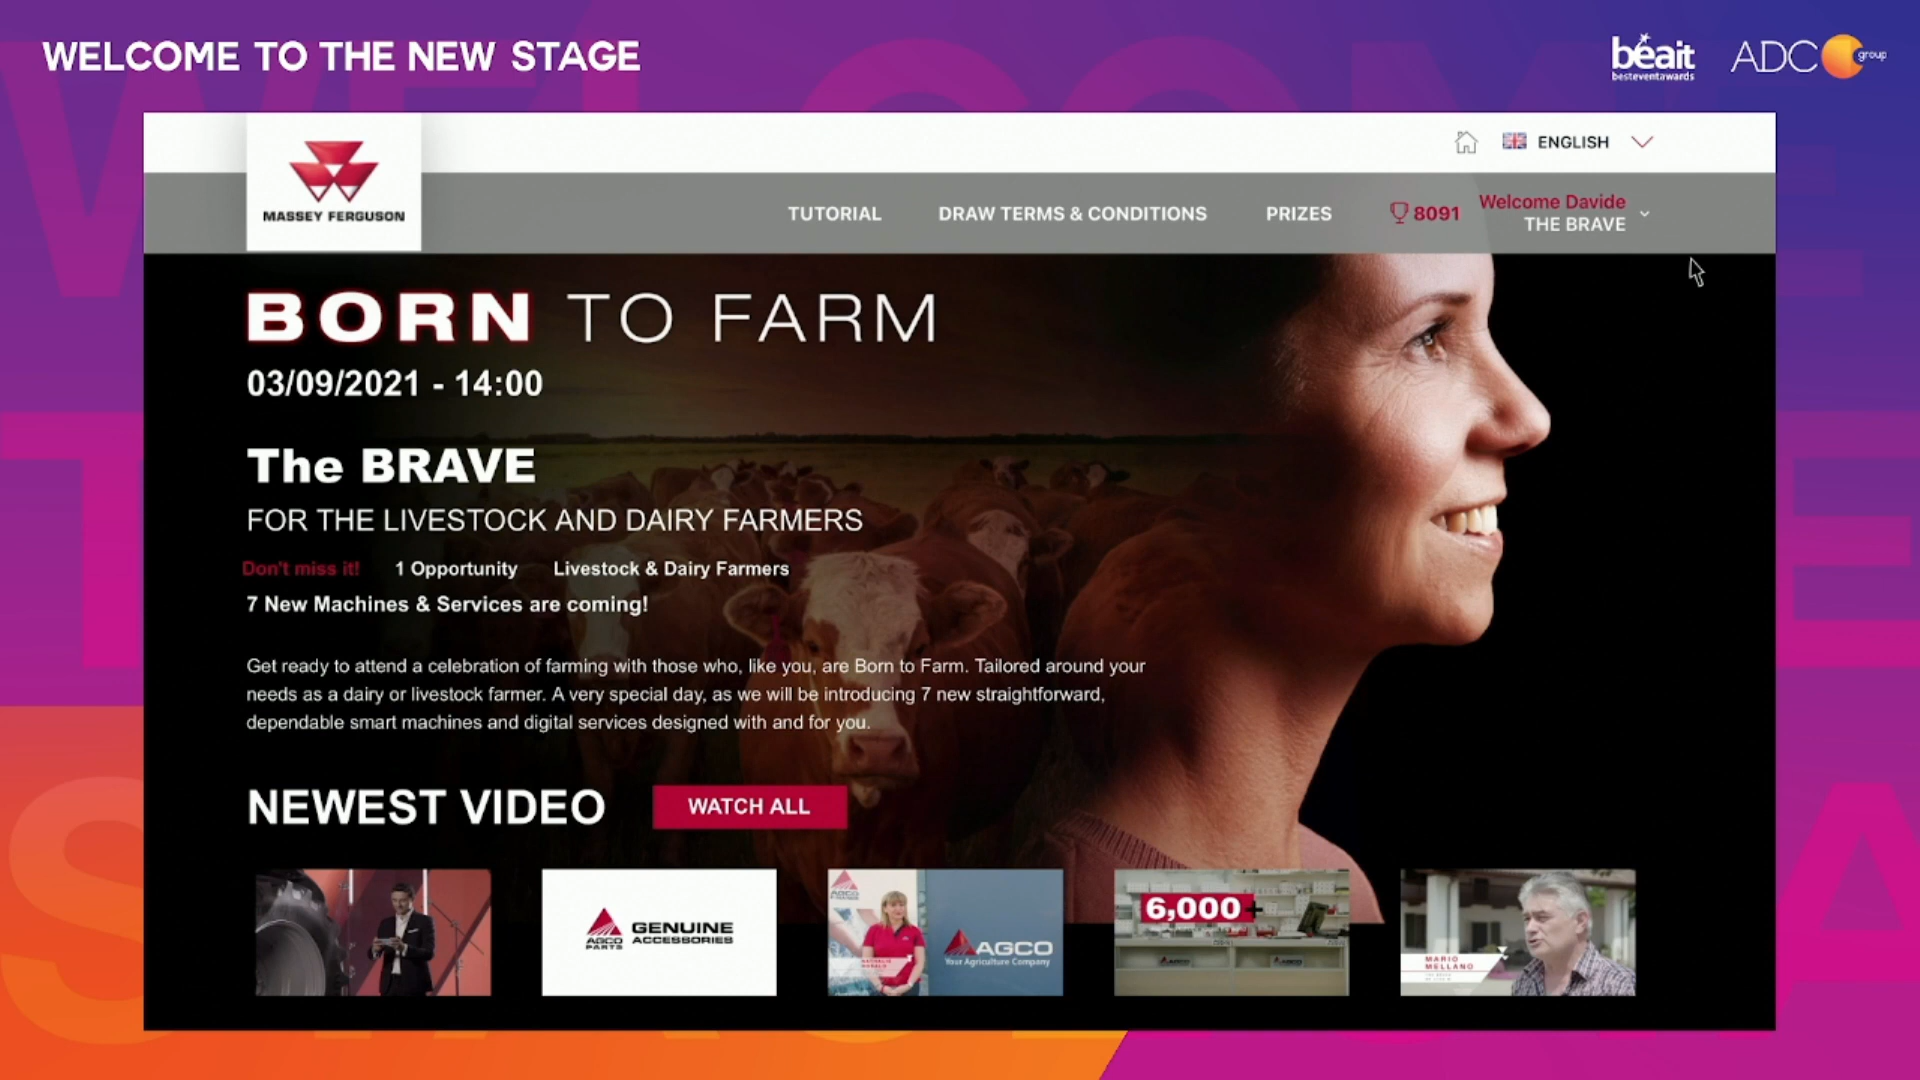 WELCOME TO THE NEW STAGE
béait
besteventawards
ADC group
MASSEY FERGUSON
ENGLISH
TUTORIAL
DRAW TERMS & CONDITIONS
PRIZES
8091
Welcome Davide
THE BRAVE
BORN TO FARM
03/09/2021 - 14:00
The BRAVE
FOR THE LIVESTOCK AND DAIRY FARMERS
Don't miss it! 1 Opportunity Livestock & Dairy Farmers
7 New Machines & Services are coming!
Get ready to attend a celebration of farming with those who, like you, are Born to Farm. Tailored around your
needs as a dairy or livestock farmer. A very special day, as we will be introducing 7 new straightforward,
dependable smart machines and digital services designed with and for you.
NEWEST VIDEO
WATCH ALL
AGCO
PARTS
GENUINE
ACCESSORIES
AGCO
Your Agriculture Company
6,000+
MARIO
MELLANO